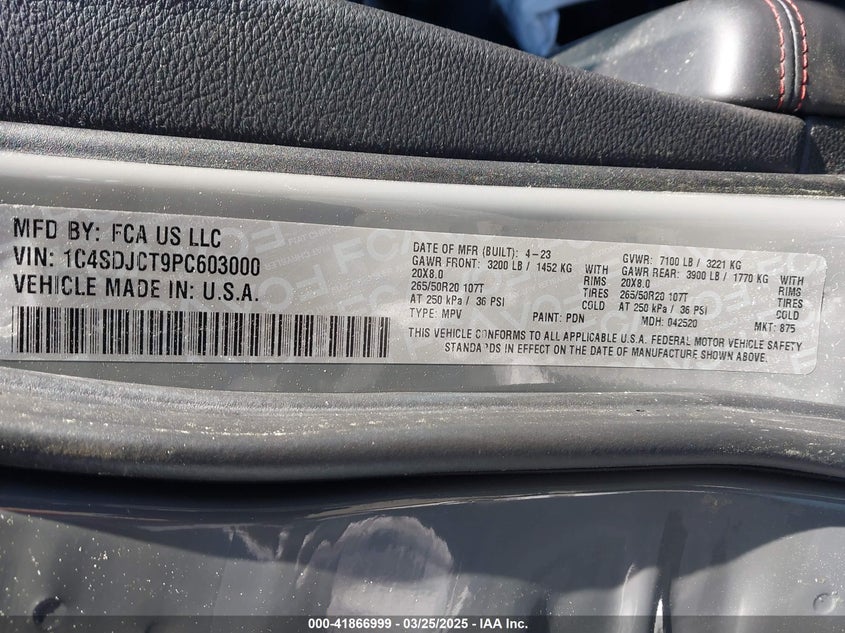 MFD BY: FCA US LLC
VIN: 1C4SDJCT9PC603000
VEHICLE MADE IN: U.S.A.
DATE OF MFR (BUILT): 4-23
GVWR: 7100 LB / 3221 KG
GAWR FRONT: 3200 LB / 1452 KG WITH
GAWR REAR: 3900 LB / 1770 KG WITH
20X8.0 RIMS
20X8.0 RIMS
265/50R20 107T TIRES
265/50R20 107T TIRES
AT 250 kPa / 36 PSI COLD
AT 250 kPa / 36 PSI COLD
TYPE: MPV PAINT: PDN MDH: 042520 MKT: 875
THIS VEHICLE CONFORMS TO ALL APPLICABLE U.S.A. FEDERAL MOTOR VEHICLE SAFETY
STANDARDS IN EFFECT ON THE DATE OF MANUFACTURE SHOWN ABOVE.
000-41866999 — 03/25/2025 — IAA Inc.